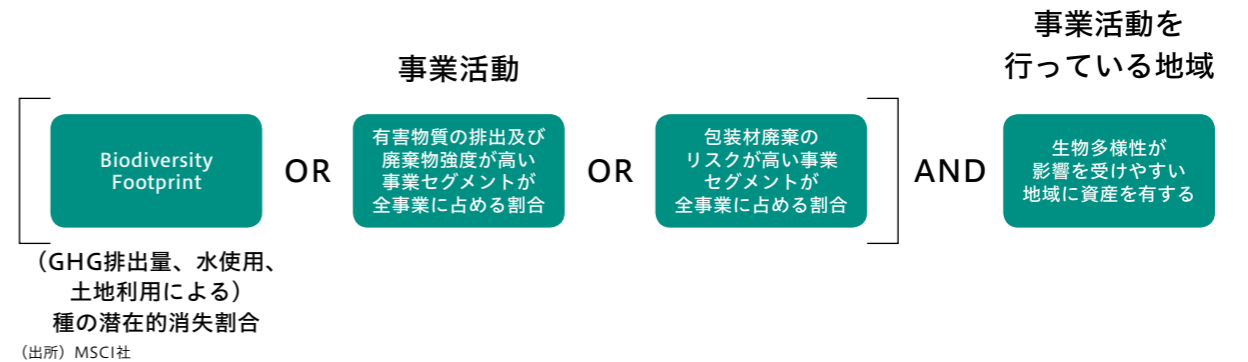 事業活動
事業活動を
行っている地域
Biodiversity
Footprint
OR
有害物質の排出及び
廃棄物強度が高い
事業セグメントが
全事業に占める割合
OR
包装材廃棄の
リスクが高い事業
セグメントが
全事業に占める割合
AND
生物多様性が
影響を受けやすい
地域に資産を有する
（GHG排出量、水使用、
土地利用による）
種の潜在的消失割合
（出所）MSCI社